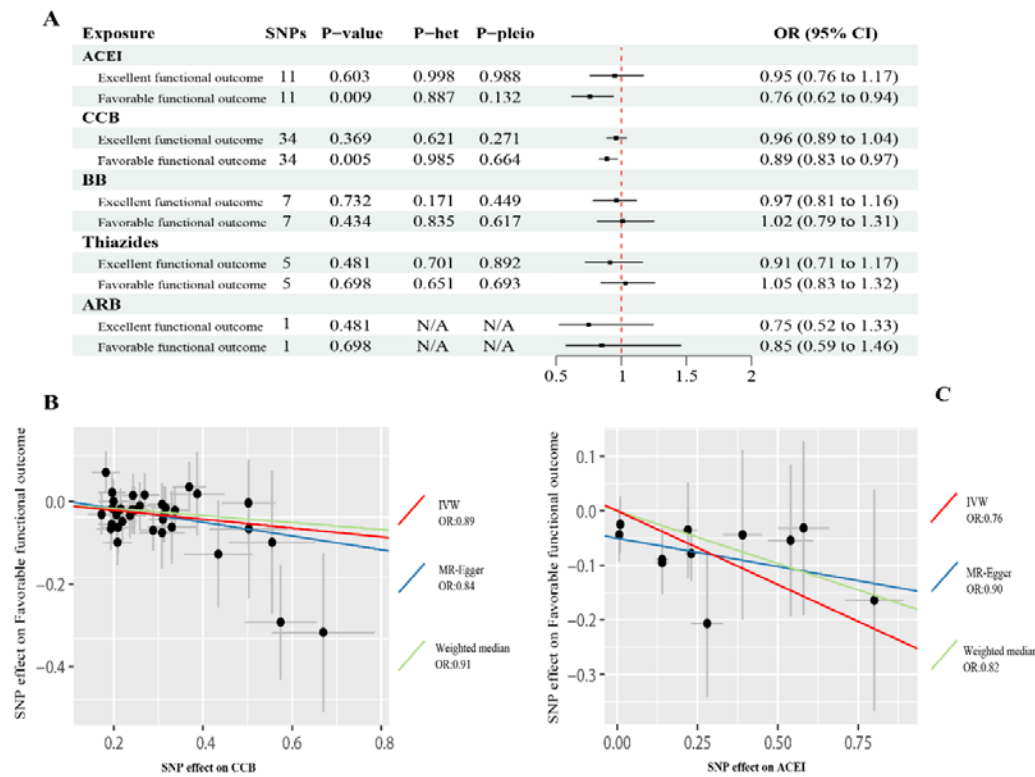 A
Exposure SNPs P−value P−het P−pleio OR (95% CI)
ACEI
Excellent functional outcome 11 0.603 0.998 0.988 0.95 (0.76 to 1.17)
Favorable functional outcome 11 0.009 0.887 0.132 0.76 (0.62 to 0.94)
CCB
Excellent functional outcome 34 0.369 0.621 0.271 0.96 (0.89 to 1.04)
Favorable functional outcome 34 0.005 0.985 0.664 0.89 (0.83 to 0.97)
BB
Excellent functional outcome 7 0.732 0.171 0.449 0.97 (0.81 to 1.16)
Favorable functional outcome 7 0.434 0.835 0.617 1.02 (0.79 to 1.31)
Thiazides
Excellent functional outcome 5 0.481 0.701 0.892 0.91 (0.71 to 1.17)
Favorable functional outcome 5 0.698 0.651 0.693 1.05 (0.83 to 1.32)
ARB
Excellent functional outcome 1 0.481 N/A N/A 0.75 (0.52 to 1.33)
Favorable functional outcome 1 0.698 N/A N/A 0.85 (0.59 to 1.46)
0.5 1 1.5 2
B
SNP effect on Favorable functional outcome
0.0
−0.2
−0.4
0.2 0.4 0.6 0.8
SNP effect on CCB
IVW
OR:0.89
MR-Egger
OR:0.84
Weighted median
OR:0.91
C
SNP effect on Favorable functional outcome
0.1
0.0
−0.1
−0.2
−0.3
0.00 0.25 0.50 0.75
SNP effect on ACEI
IVW
OR:0.76
MR-Egger
OR:0.90
Weighted median
OR:0.82